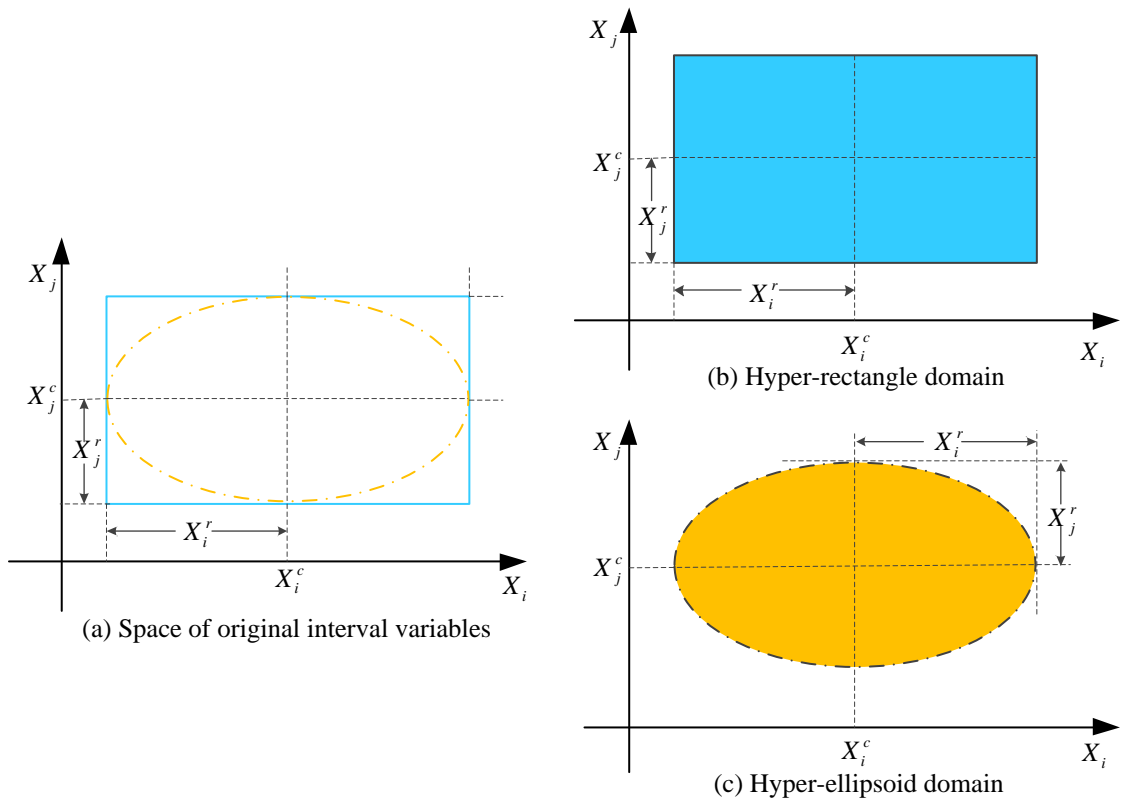 X_j
X_j^c
X_j^r
X_i^r
X_i^c
X_i
(a) Space of original interval variables
X_j
X_j^c
X_j^r
X_i^r
X_i^c
X_i
(b) Hyper-rectangle domain
X_j
X_i^r
X_j^r
X_j^c
X_i^c
X_i
(c) Hyper-ellipsoid domain